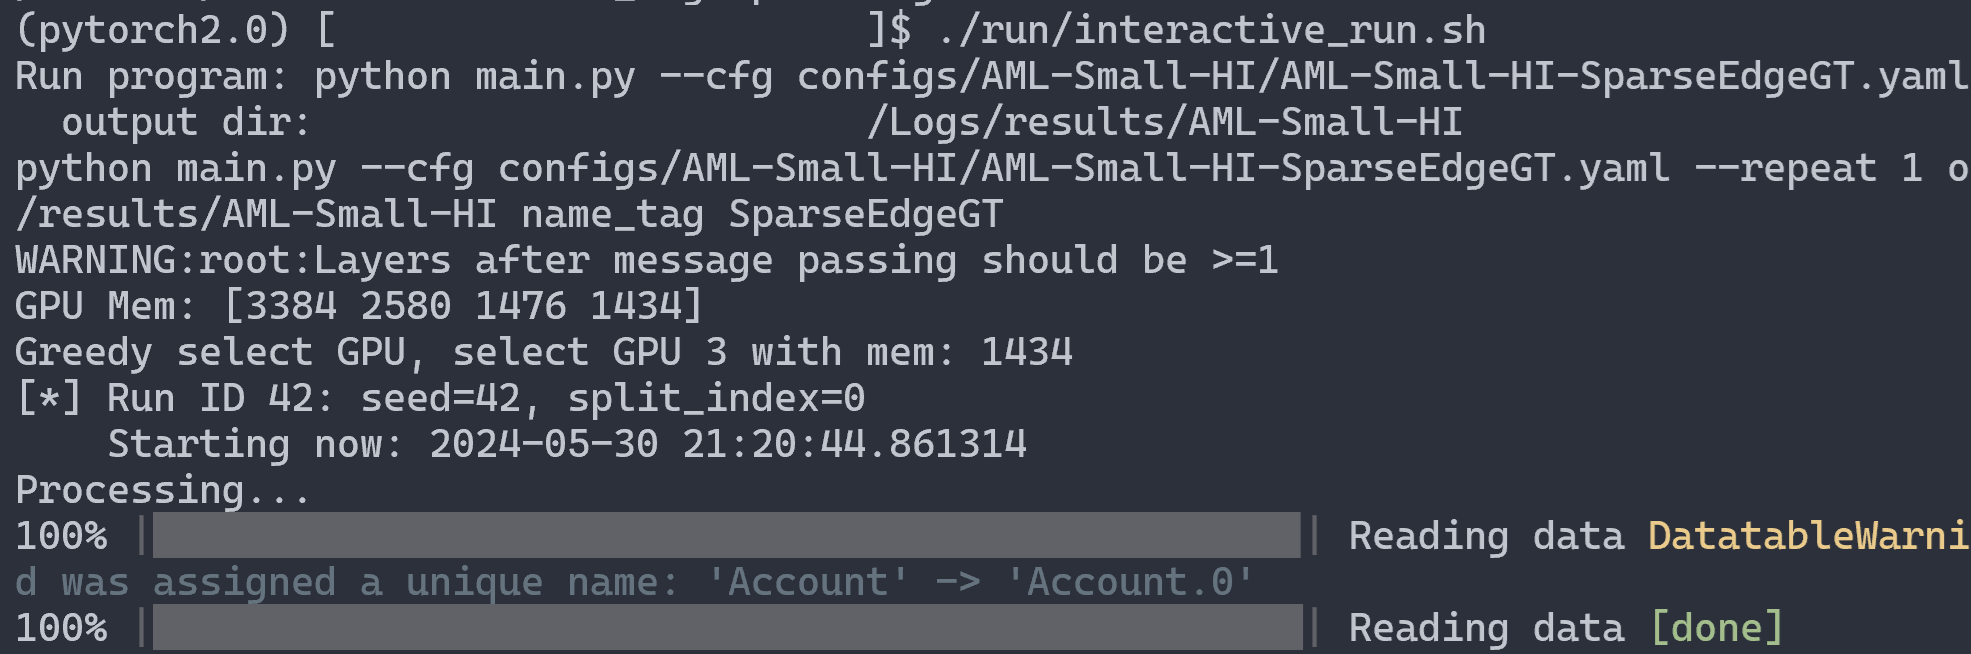 (pytorch2.0) [ ]$ ./run/interactive_run.sh
Run program: python main.py --cfg configs/AML-Small-HI/AML-Small-HI-SparseEdgeGT.yaml
output dir: /Logs/results/AML-Small-HI
python main.py --cfg configs/AML-Small-HI/AML-Small-HI-SparseEdgeGT.yaml --repeat 1 o
/results/AML-Small-HI name_tag SparseEdgeGT
WARNING:root:Layers after message passing should be >=1
GPU Mem: [3384 2580 1476 1434]
Greedy select GPU, select GPU 3 with mem: 1434
[*] Run ID 42: seed=42, split_index=0
Starting now: 2024-05-30 21:20:44.861314
Processing...
100% | | Reading data DatatableWarni
d was assigned a unique name: 'Account' -> 'Account.0'
100% | | Reading data [done]